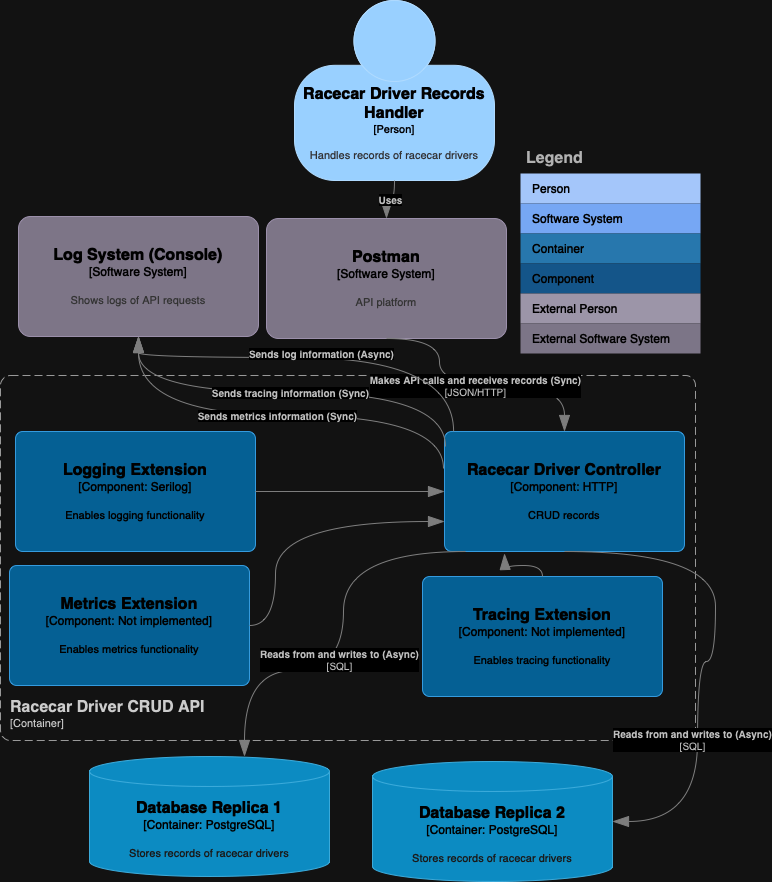 Racecar Driver Records
Handler
[Person]
Handles records of racecar drivers
Legend
Person
Software System
Container
Component
External Person
External Software System
Uses
Log System (Console)
[Software System]
Shows logs of API requests
Postman
[Software System]
API platform
Sends log information (Async)
Makes API calls and receives records (Sync)
[JSON/HTTP]
Sends tracing information (Sync)
Sends metrics information (Sync)
Logging Extension
[Component: Serilog]
Enables logging functionality
Racecar Driver Controller
[Component: HTTP]
CRUD records
Metrics Extension
[Component: Not implemented]
Enables metrics functionality
Tracing Extension
[Component: Not implemented]
Enables tracing functionality
Reads from and writes to (Async)
[SQL]
Racecar Driver CRUD API
[Container]
Reads from and writes to (Async)
[SQL]
Database Replica 1
[Container: PostgreSQL]
Stores records of racecar drivers
Database Replica 2
[Container: PostgreSQL]
Stores records of racecar drivers